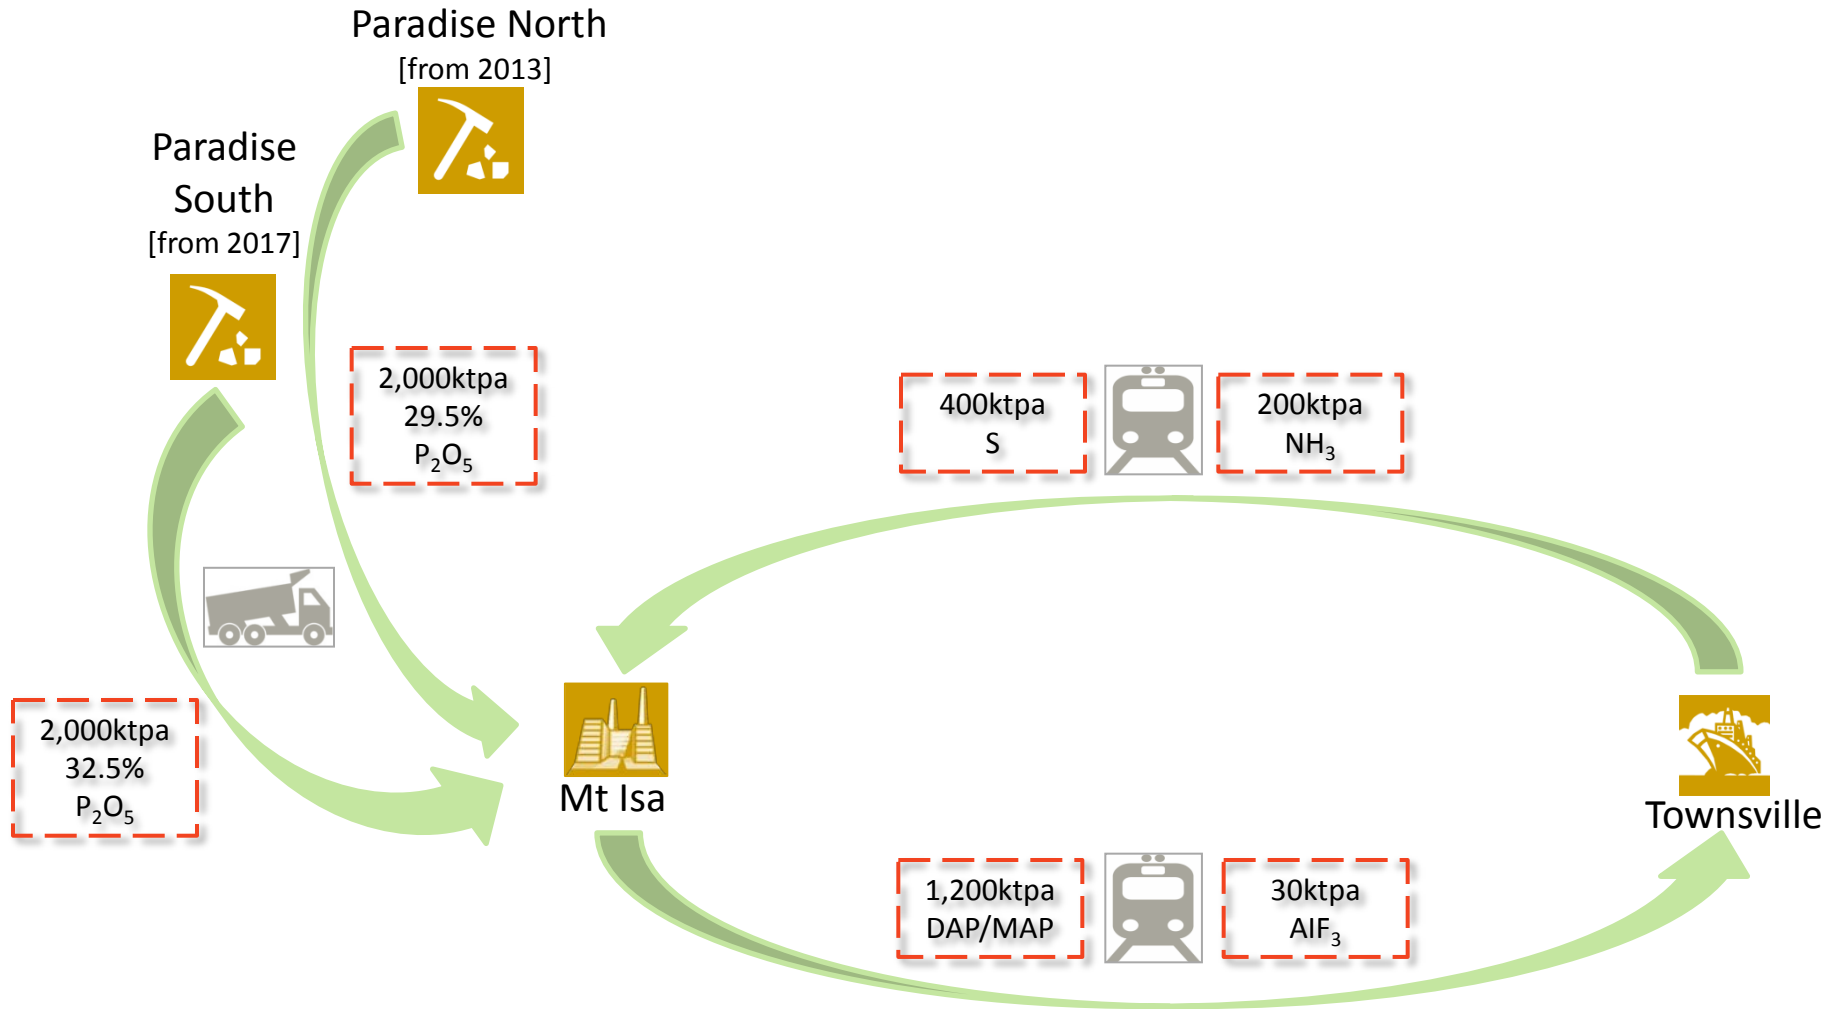 Paradise North
[from 2013]
Paradise
South
[from 2017]
2,000ktpa
29.5%
P₂O₅
400ktpa
S
200ktpa
NH₃
2,000ktpa
32.5%
P₂O₅
Mt Isa
Townsville
1,200ktpa
DAP/MAP
30ktpa
AlF₃